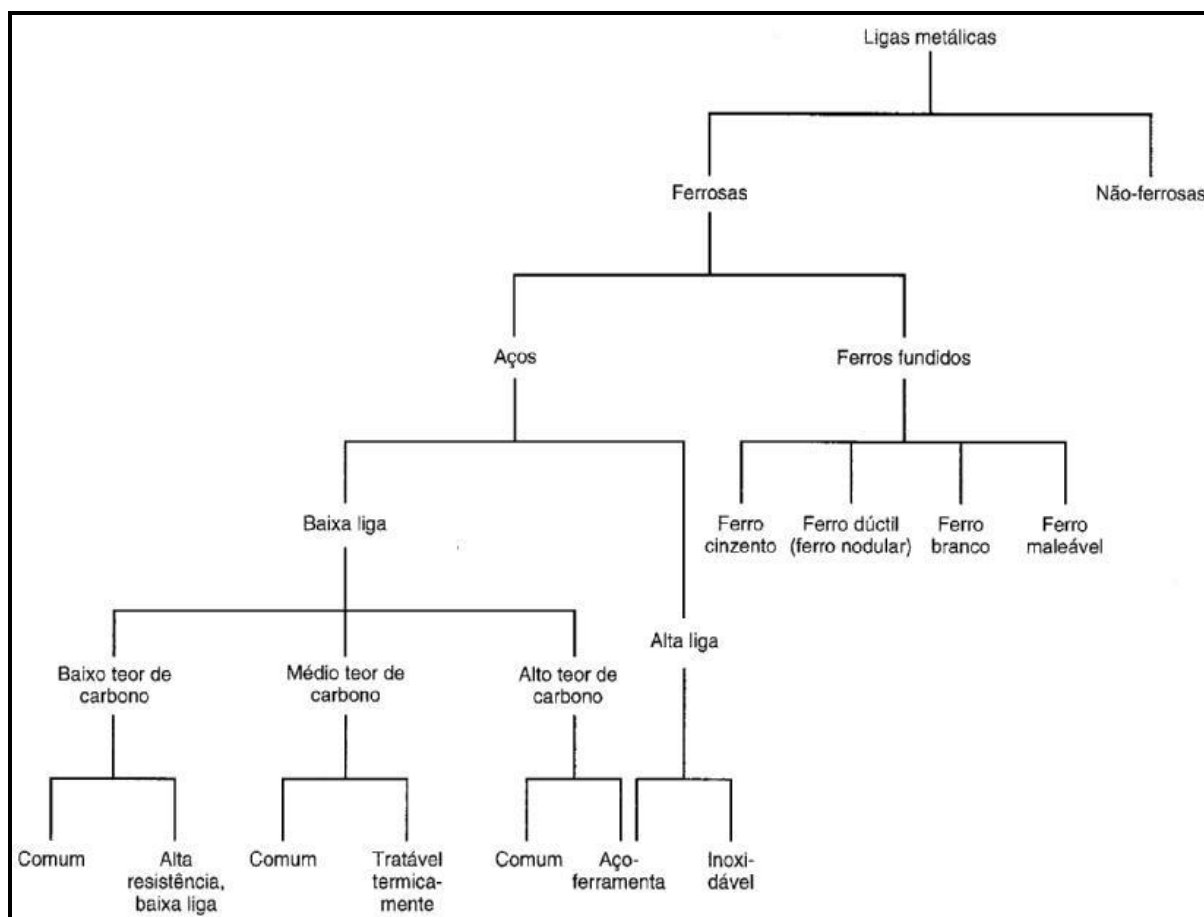 Ligas metálicas
Ferrosas
Não-ferrosas
Aços
Ferros fundidos
Baixa liga
Ferro
cinzento
Ferro dúctil
(ferro nodular)
Ferro
branco
Ferro
maleável
Alta liga
Baixo teor de
carbono
Médio teor de
carbono
Alto teor de
carbono
Comum
Alta
resistência,
baixa liga
Comum
Tratável
termica-
mente
Comum
Aço-
ferramenta
Inoxi-
dável